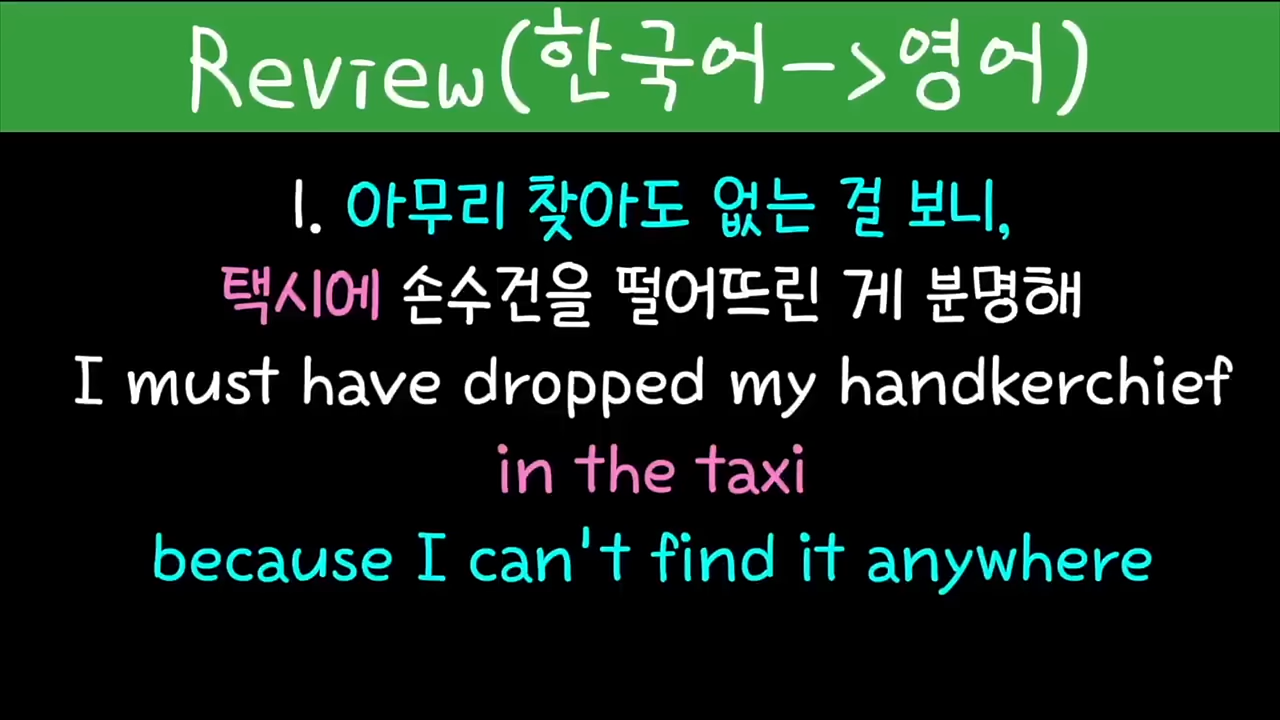 Review(한국어->영어)
1. 아무리 찾아도 없는 걸 보니,
택시에 손수건을 떨어뜨린 게 분명해
I must have dropped my handkerchief
in the taxi
because I can't find it anywhere